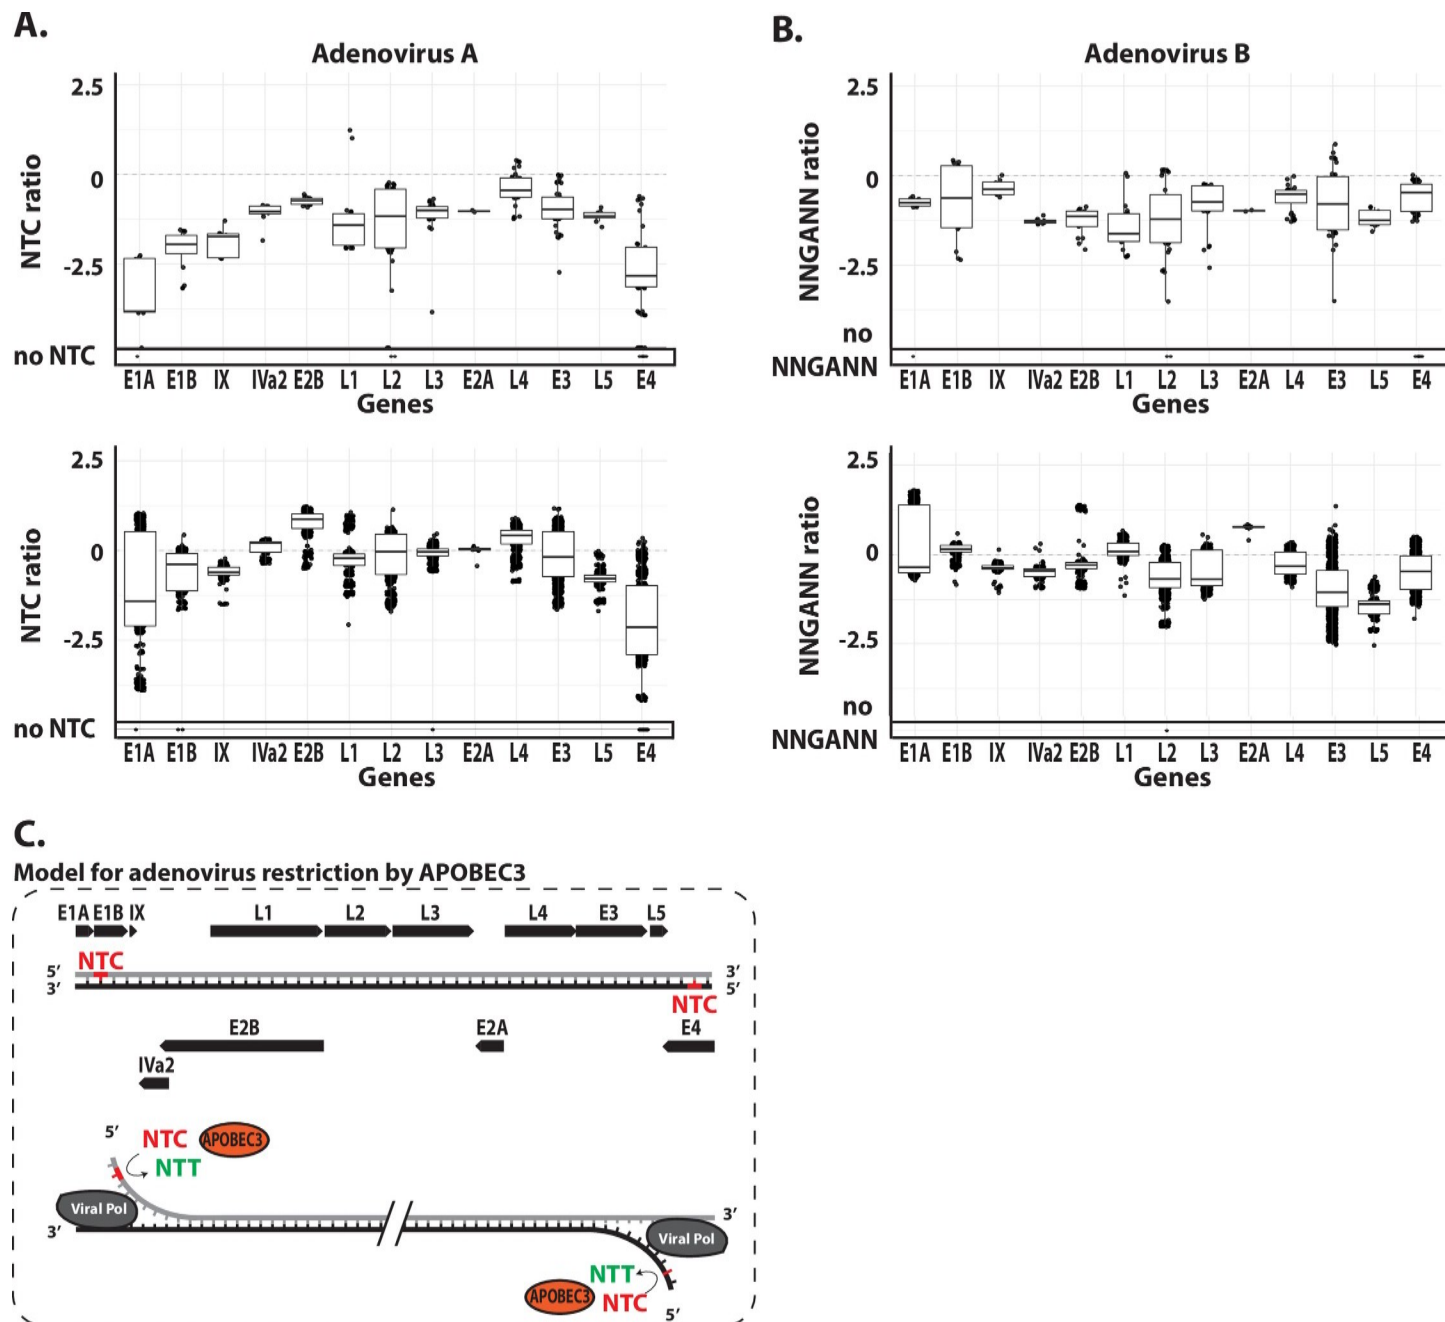 A.
Adenovirus A
2.5
0
-2.5
NTC ratio
no NTC
E1A E1B IX IVa2 E2B L1 L2 L3 E2A L4 E3 L5 E4
Genes
2.5
0
-2.5
NTC ratio
no NTC
E1A E1B IX IVa2 E2B L1 L2 L3 E2A L4 E3 L5 E4
Genes
B.
Adenovirus B
2.5
0
-2.5
NNGANN ratio
no
NNGANN
E1A E1B IX IVa2 E2B L1 L2 L3 E2A L4 E3 L5 E4
Genes
2.5
0
-2.5
NNGANN ratio
no
NNGANN
E1A E1B IX IVa2 E2B L1 L2 L3 E2A L4 E3 L5 E4
Genes
C.
Model for adenovirus restriction by APOBEC3
E1A E1B IX L1 L2 L3 L4 E3 L5
NTC
5′ 3′
3′ 5′
NTC
E2B E2A E4
IVa2
5′
NTC APOBEC3
NTT
Viral Pol
3′
3′
Viral Pol
NTT
APOBEC3 NTC
5′